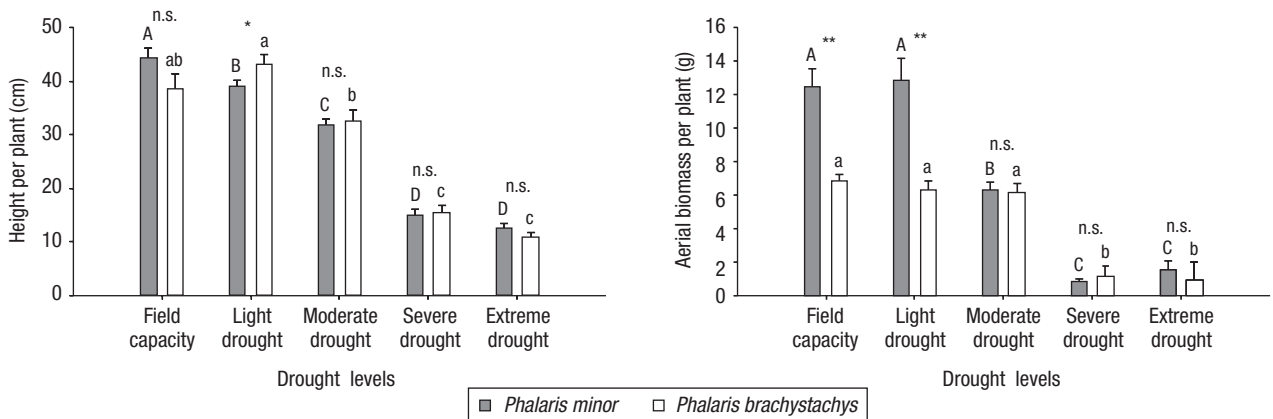 Height per plant (cm)
50
40
30
20
10
0
n.s.
A
ab
*
B
a
n.s.
C
b
n.s.
D
c
n.s.
D
c
Field
capacity
Light
drought
Moderate
drought
Severe
drought
Extreme
drought
Drought levels
Aerial biomass per plant (g)
16
14
12
10
8
6
4
2
0
A
**
a
A
**
a
n.s.
B
a
n.s.
C
b
n.s.
C
b
Field
capacity
Light
drought
Moderate
drought
Severe
drought
Extreme
drought
Drought levels
Phalaris minor Phalaris brachystachys